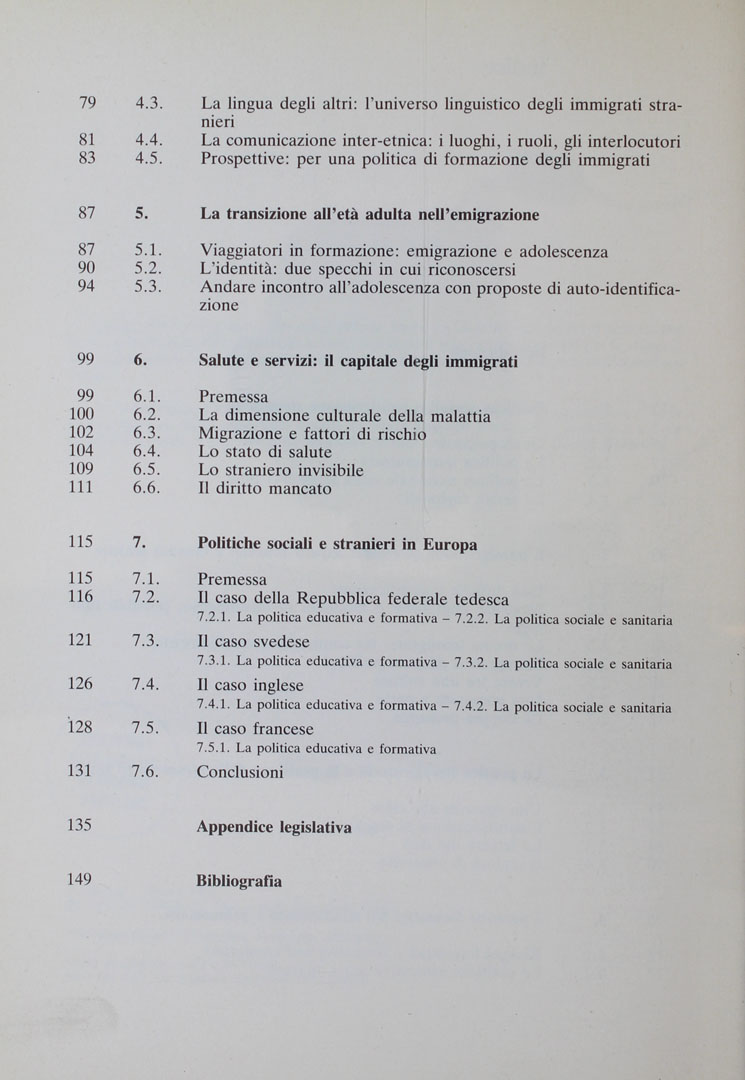 79 4.3. La lingua degli altri: l'universo linguistico degli immigrati stra-
nieri
81 4.4. La comunicazione inter-etnica: i luoghi, i ruoli, gli interlocutori
83 4.5. Prospettive: per una politica di formazione degli immigrati
87 5. La transizione all'età adulta nell'emigrazione
87 5.1. Viaggiatori in formazione: emigrazione e adolescenza
90 5.2. L'identità: due specchi in cui riconoscersi
94 5.3. Andare incontro all'adolescenza con proposte di auto-identifica-
zione
99 6. Salute e servizi: il capitale degli immigrati
99 6.1. Premessa
100 6.2. La dimensione culturale della malattia
102 6.3. Migrazione e fattori di rischio
104 6.4. Lo stato di salute
109 6.5. Lo straniero invisibile
111 6.6. Il diritto mancato
115 7. Politiche sociali e stranieri in Europa
115 7.1. Premessa
116 7.2. Il caso della Repubblica federale tedesca
7.2.1. La politica educativa e formativa – 7.2.2. La politica sociale e sanitaria
121 7.3. Il caso svedese
7.3.1. La politica educativa e formativa – 7.3.2. La politica sociale e sanitaria
126 7.4. Il caso inglese
7.4.1. La politica educativa e formativa – 7.4.2. La politica sociale e sanitaria
128 7.5. Il caso francese
7.5.1. La politica educativa e formativa
131 7.6. Conclusioni
135 Appendice legislativa
149 Bibliografia